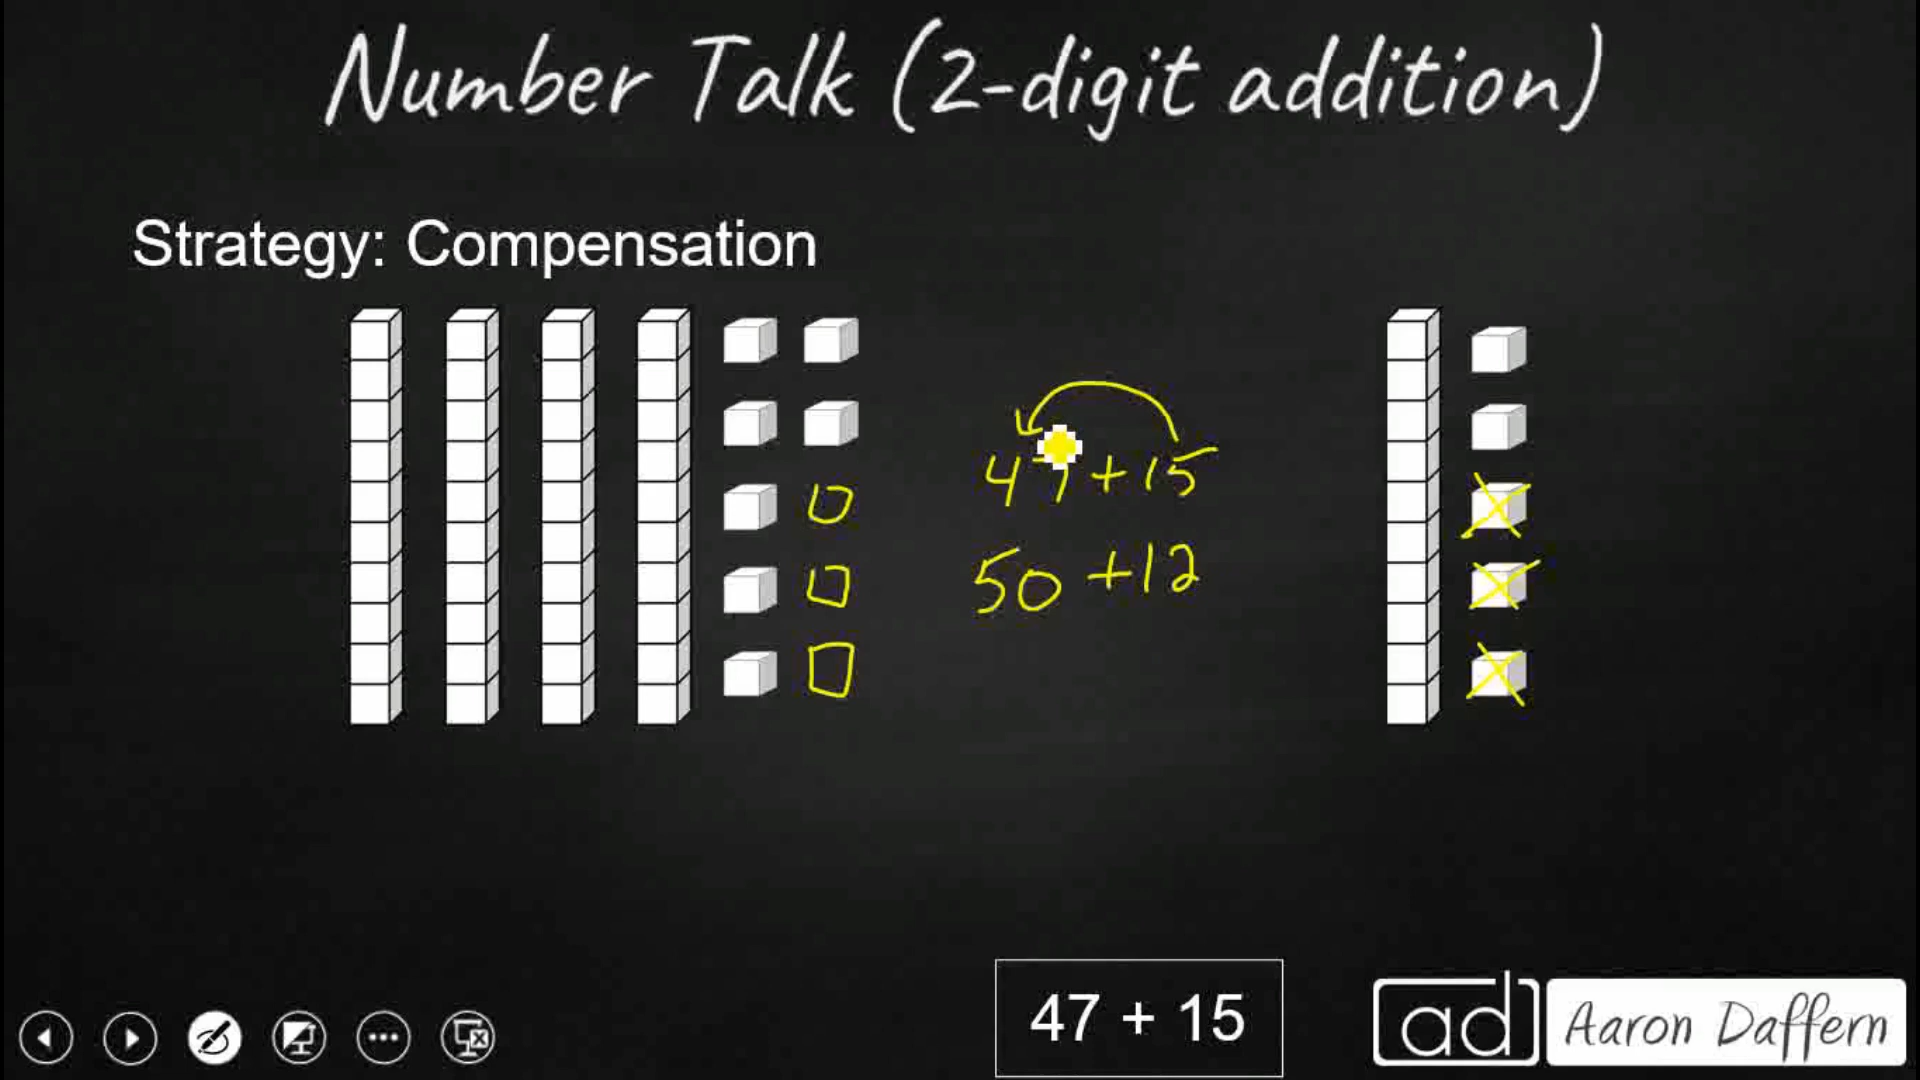 Number Talk (2-digit addition)
Strategy: Compensation
47 + 15
50 + 12
47 + 15
ad Aaron Daffern